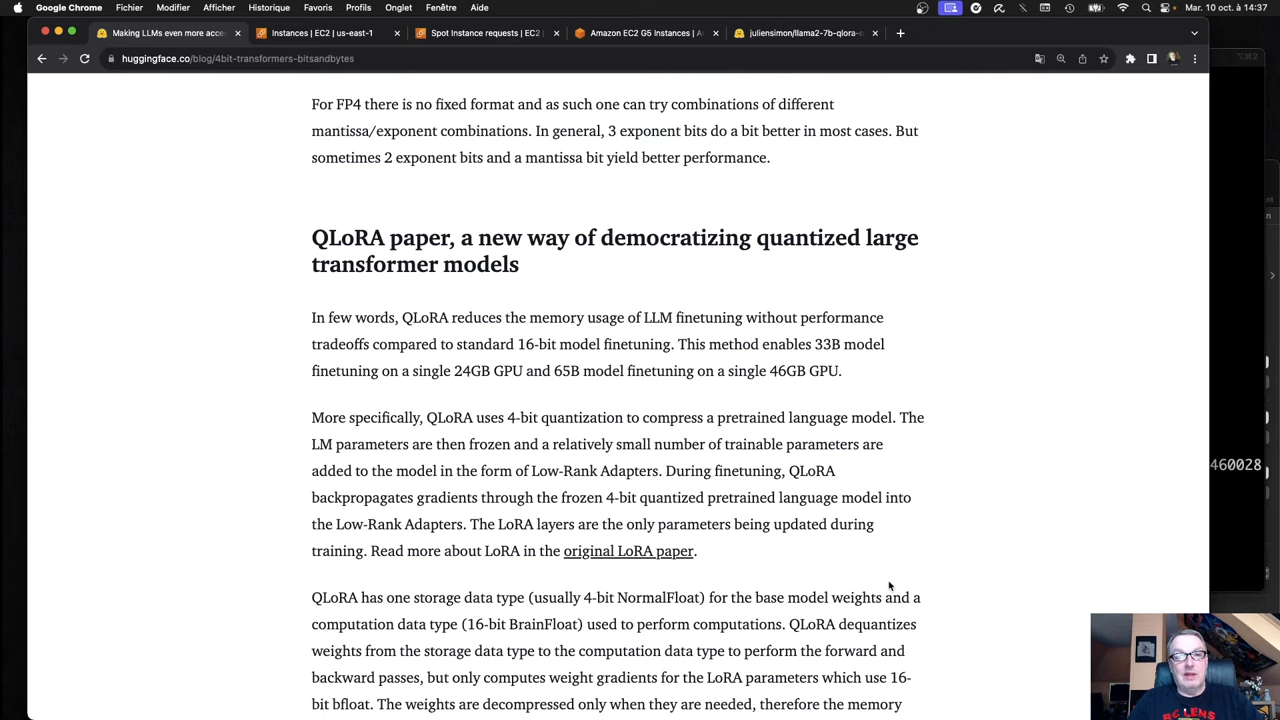 Google Chrome Fichier Modifier Afficher Historique Favoris Profils Onglet Fenêtre Aide Mar. 10 oct. à 14:37
Making LLMs even more acce Instances | EC2 | us-east-1 Spot Instance requests | EC2 Amazon EC2 G5 Instances | A juliensimon/llama2-7b-qlora-o
huggingface.co/blog/4bit-transformers-bitsandbytes
For FP4 there is no fixed format and as such one can try combinations of different
mantissa/exponent combinations. In general, 3 exponent bits do a bit better in most cases. But
sometimes 2 exponent bits and a mantissa bit yield better performance.
QLoRA paper, a new way of democratizing quantized large
transformer models
In few words, QLoRA reduces the memory usage of LLM finetuning without performance
tradeoffs compared to standard 16-bit model finetuning. This method enables 33B model
finetuning on a single 24GB GPU and 65B model finetuning on a single 46GB GPU.
More specifically, QLoRA uses 4-bit quantization to compress a pretrained language model. The
LM parameters are then frozen and a relatively small number of trainable parameters are
added to the model in the form of Low-Rank Adapters. During finetuning, QLoRA
backpropagates gradients through the frozen 4-bit quantized pretrained language model into
460028
the Low-Rank Adapters. The LoRA layers are the only parameters being updated during
training. Read more about LoRA in the original LoRA paper.
QLoRA has one storage data type (usually 4-bit NormalFloat) for the base model weights and a
computation data type (16-bit BrainFloat) used to perform computations. QLoRA dequantizes
weights from the storage data type to the computation data type to perform the forward and
backward passes, but only computes weight gradients for the LoRA parameters which use 16-
bit bfloat. The weights are decompressed only when they are needed, therefore the memory